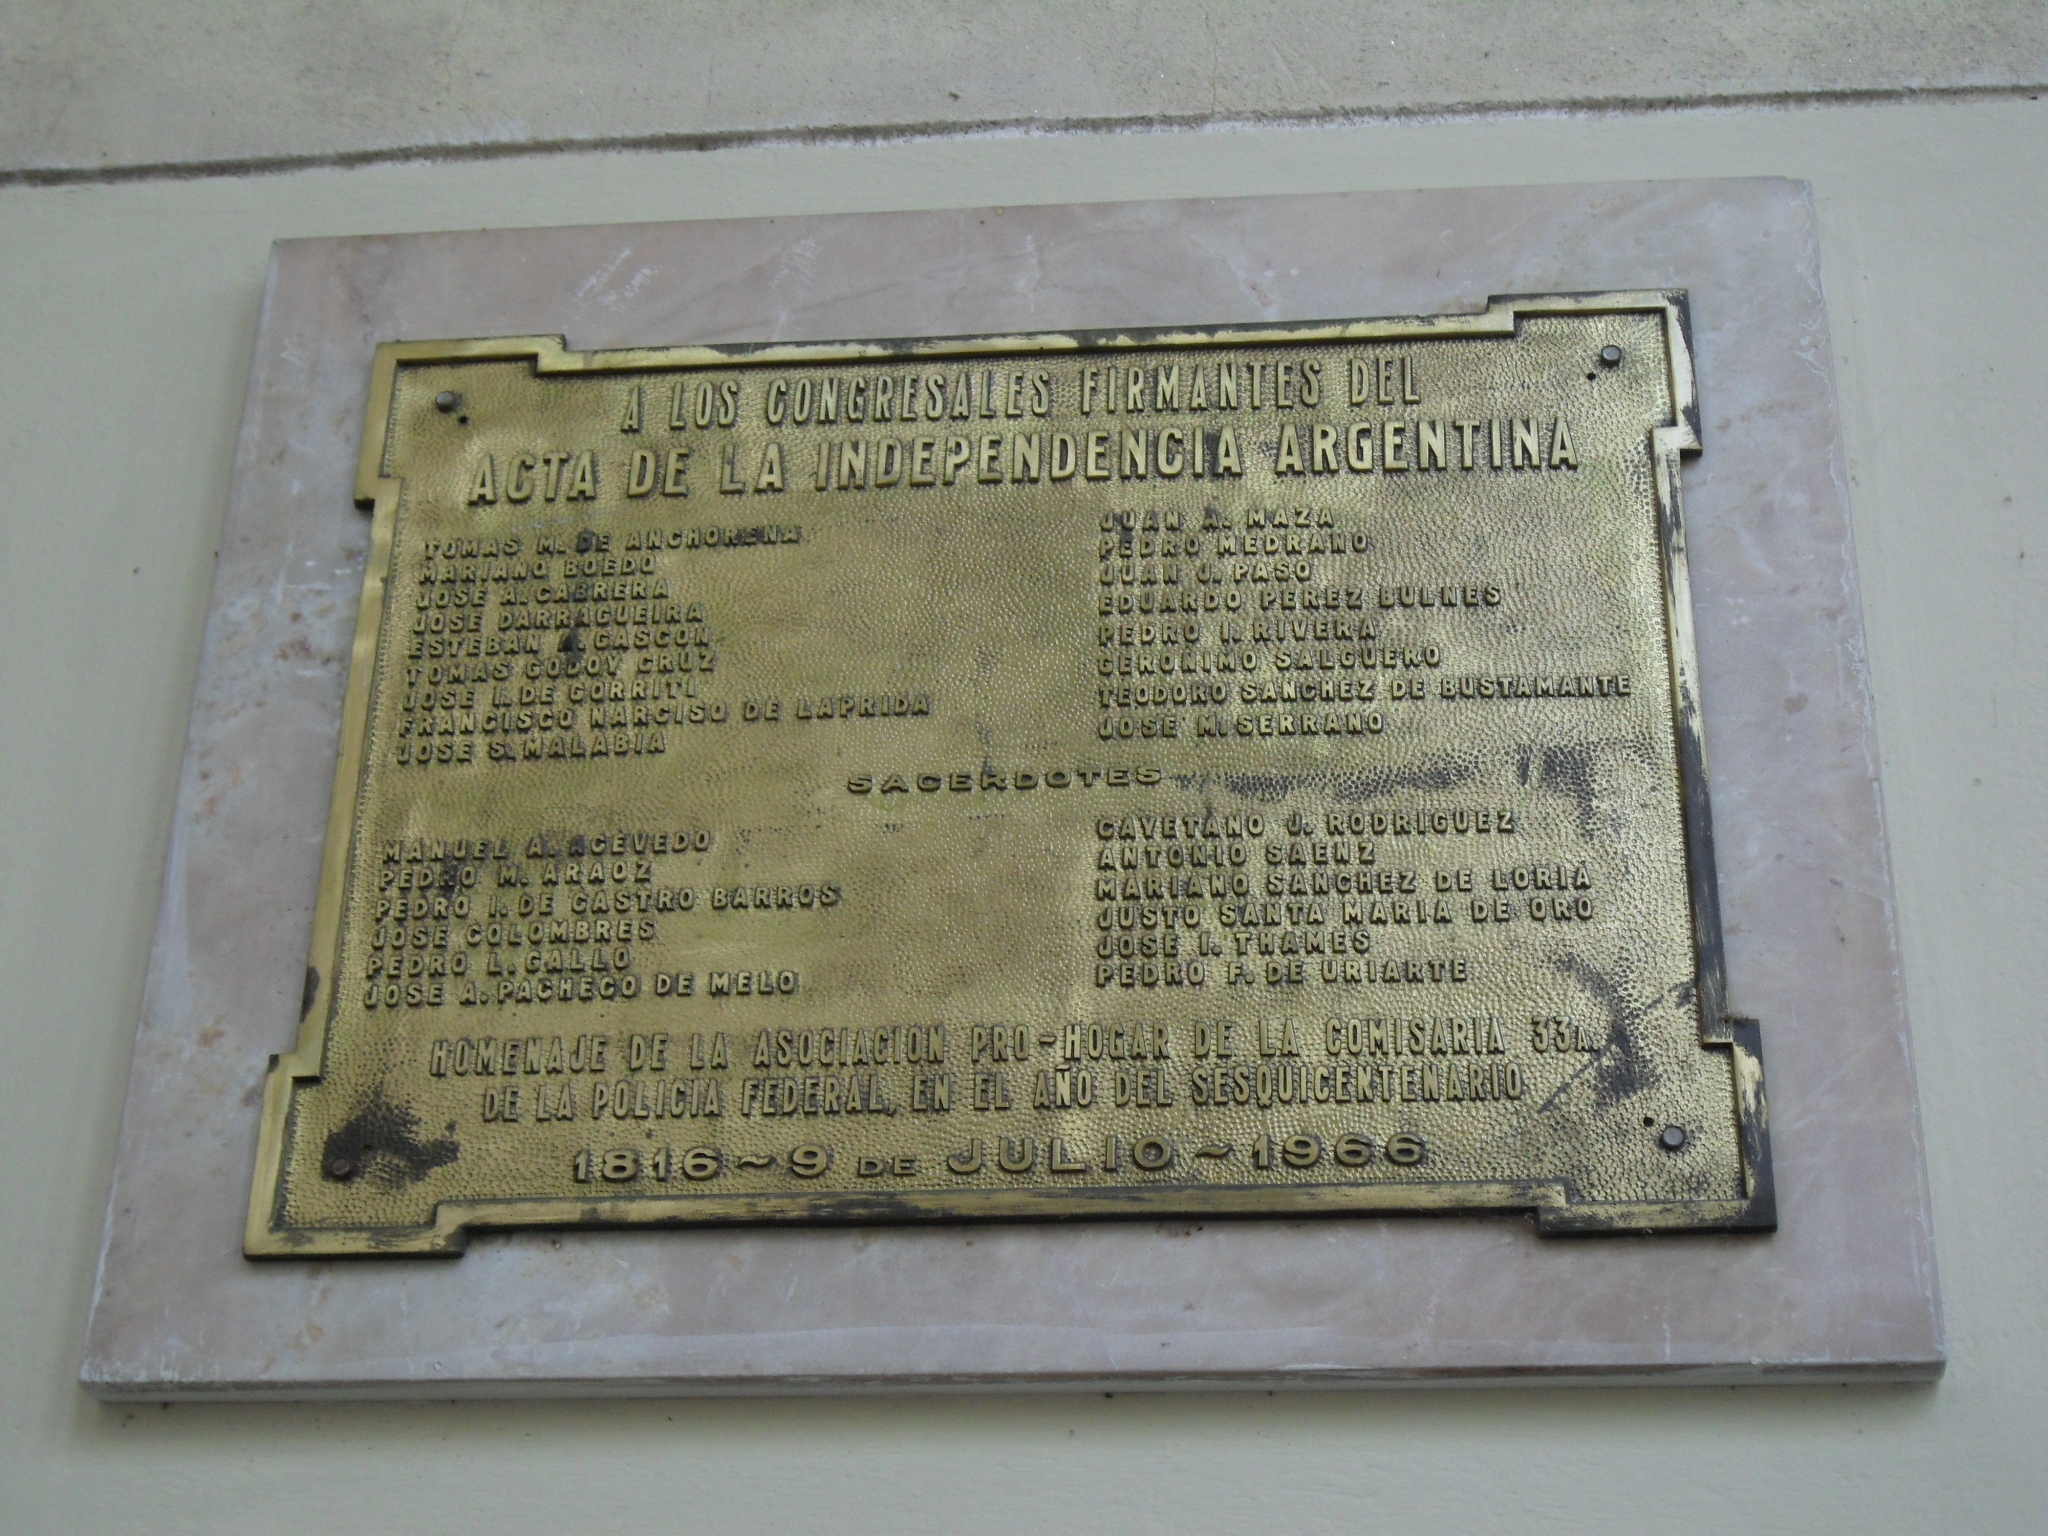 A LOS CONGRESALES FIRMANTES DEL
ACTA DE LA INDEPENDENCIA ARGENTINA
TOMAS M. DE ANCHORENA
MARIANO BOEDO
JOSE A. CABRERA
JOSE DARRAGUEIRA
ESTEBAN A. GASCON
TOMAS GODOY CRUZ
JOSE I. DE GORRITI
FRANCISCO NARCISO DE LAPRIDA
JOSE S. MALABIA
JUAN A. MAZA
PEDRO MEDRANO
JUAN J. PASO
EDUARDO PEREZ BULNES
PEDRO I. RIVERA
GERONIMO SALGUERO
TEODORO SANCHEZ DE BUSTAMANTE
JOSE M. SERRANO
SACERDOTES
MANUEL A. ACEVEDO
PEDRO M. ARAOZ
PEDRO I. DE CASTRO BARROS
JOSE COLOMBRES
PEDRO L. GALLO
JOSE A. PACHECO DE MELO
CAYETANO J. RODRIGUEZ
ANTONIO SAENZ
MARIANO SANCHEZ DE LORIA
JUSTO SANTA MARIA DE ORO
JOSE I. THAMES
PEDRO F. DE URIARTE
HOMENAJE DE LA ASOCIACION PRO-HOGAR DE LA COMISARIA 33A.
DE LA POLICIA FEDERAL, EN EL AÑO DEL SESQUICENTENARIO
1816 ~ 9 DE JULIO ~ 1966